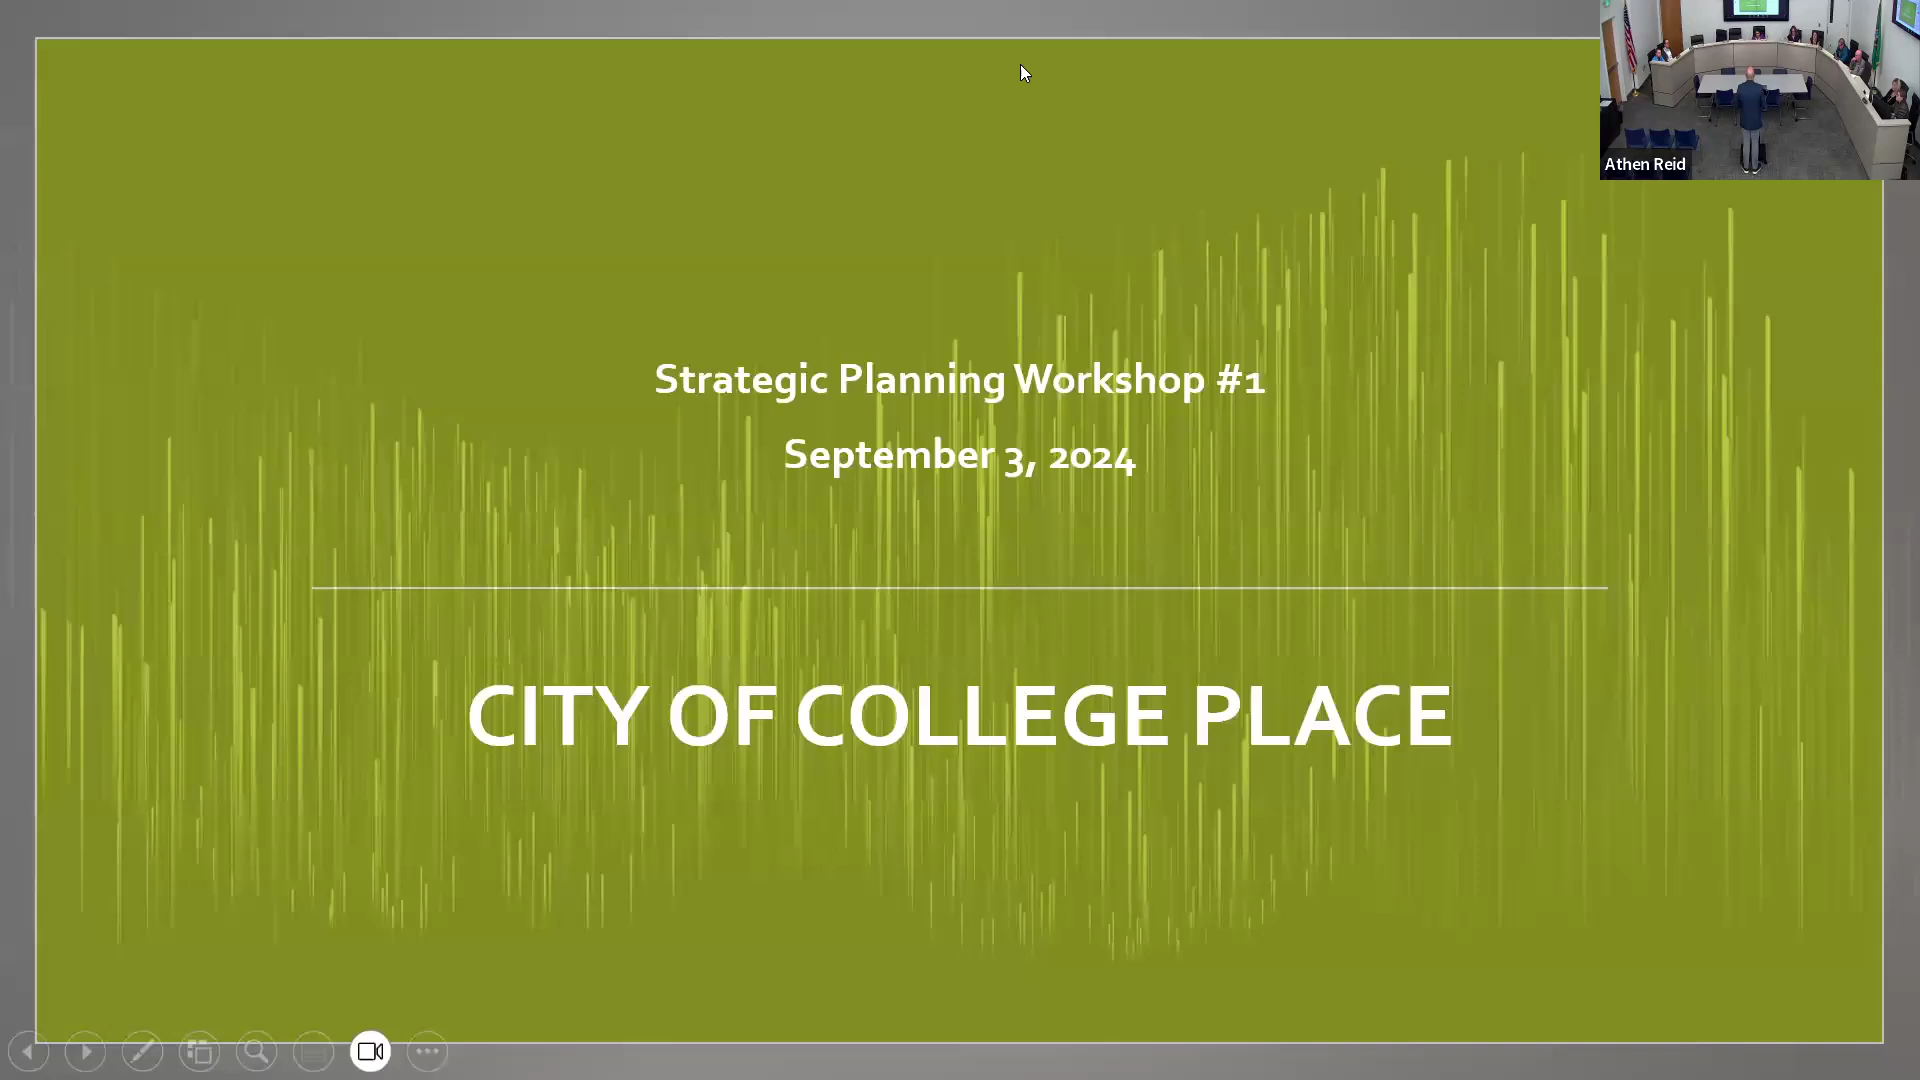 Athen Reid
Strategic Planning Workshop #1
September 3, 2024
CITY OF COLLEGE PLACE